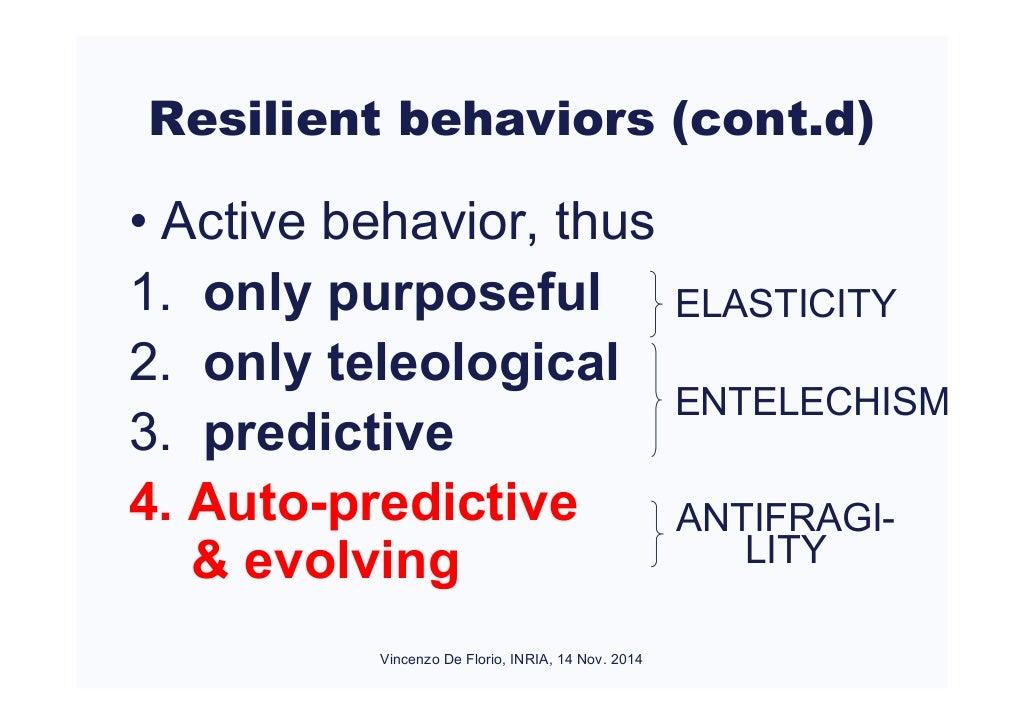 Resilient behaviors (cont.d)
• Active behavior, thus
1. only purposeful
ELASTICITY
2. only teleological
ENTELECHISM
3. predictive
4. Auto-predictive
& evolving
ANTIFRAGI-
LITY
Vincenzo De Florio, INRIA, 14 Nov. 2014